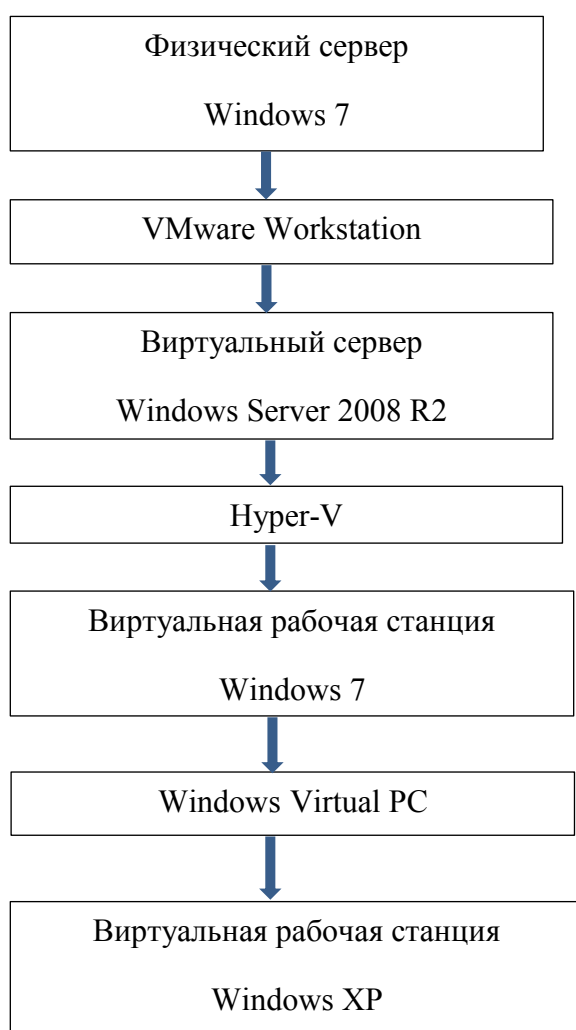 Физический сервер
Windows 7
VMware Workstation
Виртуальный сервер
Windows Server 2008 R2
Hyper-V
Виртуальная рабочая станция
Windows 7
Windows Virtual PC
Виртуальная рабочая станция
Windows XP